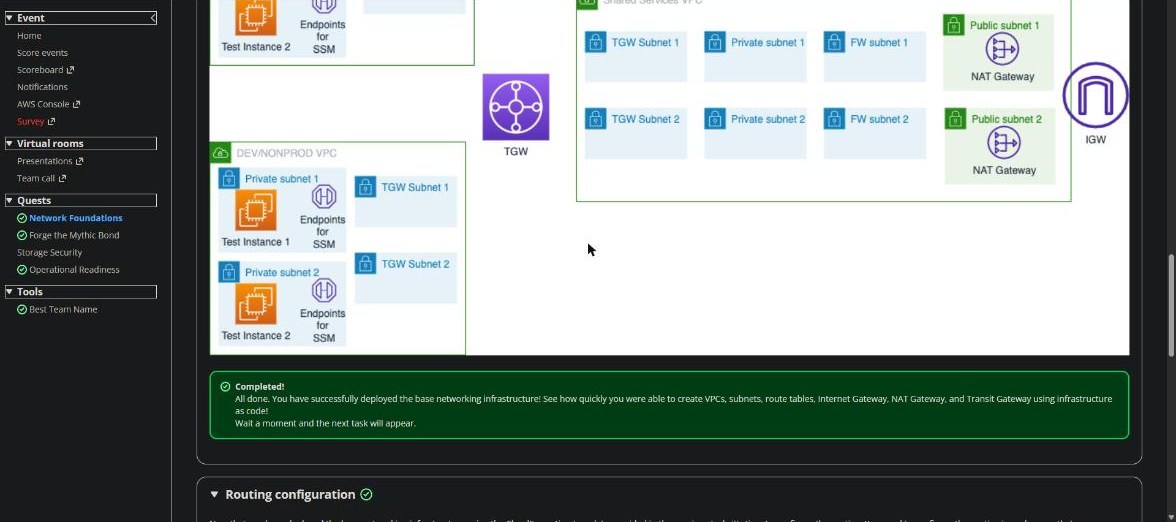 Event
Home
Score events
Scoreboard
Notifications
AWS Console
Survey
Virtual rooms
Presentations
Team call
Quests
Network Foundations
Forge the Mythic Bond
Storage Security
Operational Readiness
Tools
Best Team Name
Test Instance 2
Endpoints
for
SSM
TGW
DEV/NONPROD VPC
Private subnet 1
Test Instance 1
Endpoints
for
SSM
TGW Subnet 1
Private subnet 2
Test Instance 2
Endpoints
for
SSM
TGW Subnet 2
Shared Services VPC
TGW Subnet 1
Private subnet 1
FW subnet 1
Public subnet 1
NAT Gateway
TGW Subnet 2
Private subnet 2
FW subnet 2
Public subnet 2
NAT Gateway
IGW
Completed!
All done. You have successfully deployed the base networking infrastructure! See how quickly you were able to create VPCs, subnets, route tables, Internet Gateway, NAT Gateway, and Transit Gateway using infrastructure
as code!
Wait a moment and the next task will appear.
Routing configuration